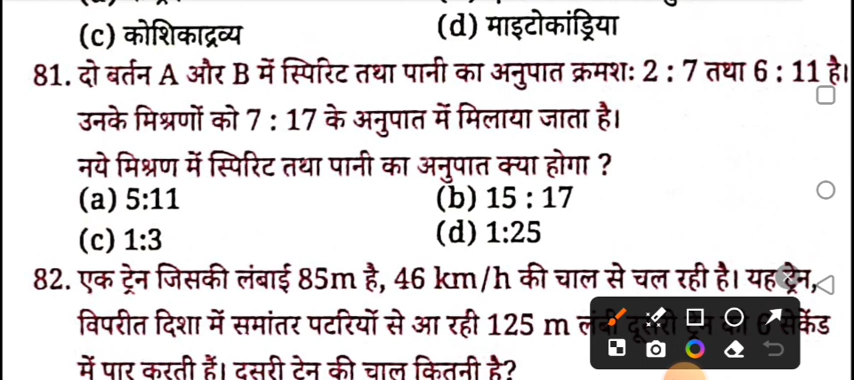 (c) कोशिकाद्रव्य
(d) माइटोकांड्रिया
81. दो बर्तन A और B में स्पिरिट तथा पानी का अनुपात क्रमशः 2 : 7 तथा 6 : 11 है।
उनके मिश्रणों को 7 : 17 के अनुपात में मिलाया जाता है।
नये मिश्रण में स्पिरिट तथा पानी का अनुपात क्या होगा ?
(a) 5:11
(b) 15 : 17
(c) 1:3
(d) 1:25
82. एक ट्रेन जिसकी लंबाई 85m है, 46 km/h की चाल से चल रही है। यह ट्रेन,
विपरीत दिशा में समांतर पटरियों से आ रही 125 m लंबी दूसरी ट्रेन को 6 सेकेंड
में पार करती हैं। दूसरी ट्रेन की चाल कितनी है?